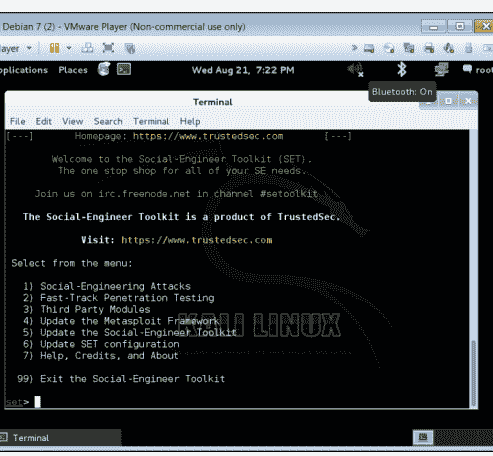 Debian 7 (2) - VMware Player (Non-commercial use only)
ayer
pplications Places Wed Aug 21, 7:22 PM root
Bluetooth: On
Terminal
File Edit View Search Terminal Help
[---] Homepage: https://www.trustedsec.com [---]
Welcome to the Social-Engineer Toolkit (SET).
The one stop shop for all of your SE needs.
Join us on irc.freenode.net in channel #setoolkit
The Social-Engineer Toolkit is a product of TrustedSec.
Visit: https://www.trustedsec.com
Select from the menu:
1) Social-Engineering Attacks
2) Fast-Track Penetration Testing
3) Third Party Modules
4) Update the Metasploit Framework
5) Update the Social-Engineer Toolkit
6) Update SET configuration
7) Help, Credits, and About
KALI LINUX
99) Exit the Social-Engineer Toolkit
set>
Terminal